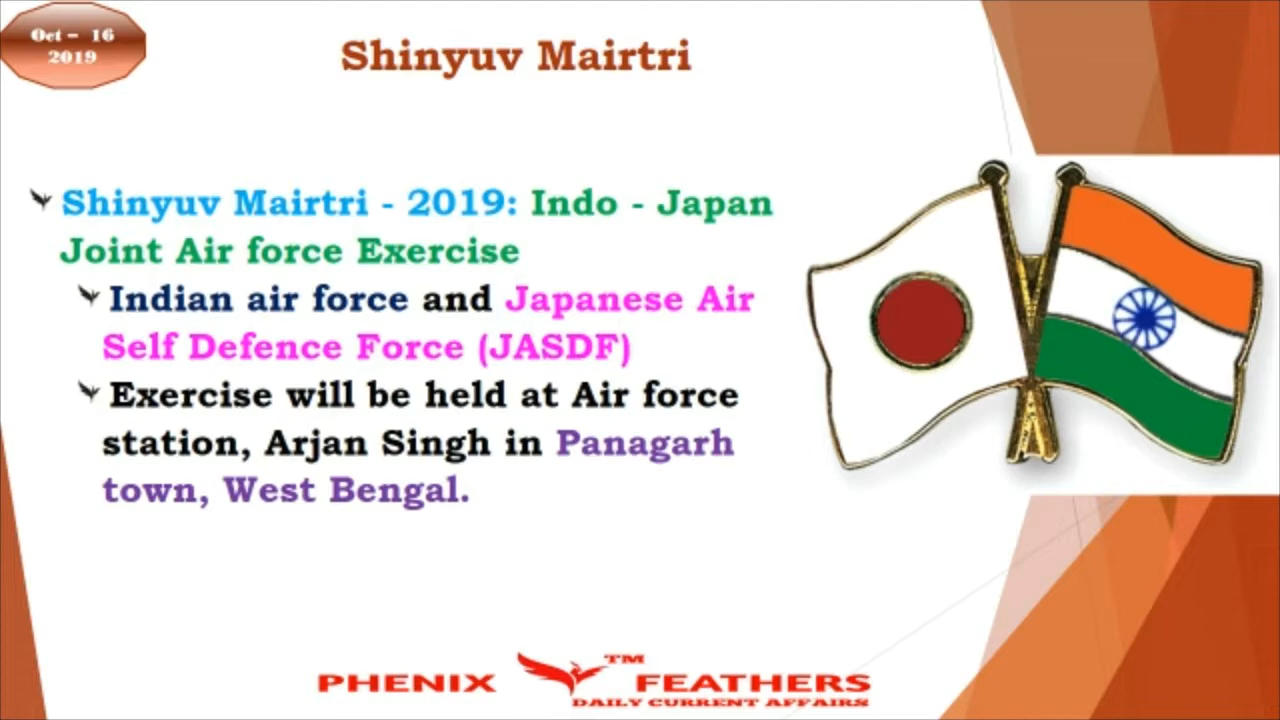 Oct – 16
2019
Shinyuv Mairtri
Shinyuv Mairtri - 2019: Indo - Japan
Joint Air force Exercise
Indian air force and Japanese Air
Self Defence Force (JASDF)
Exercise will be held at Air force
station, Arjan Singh in Panagarh
town, West Bengal.
PHENIX FEATHERS TM
DAILY CURRENT AFFAIRS